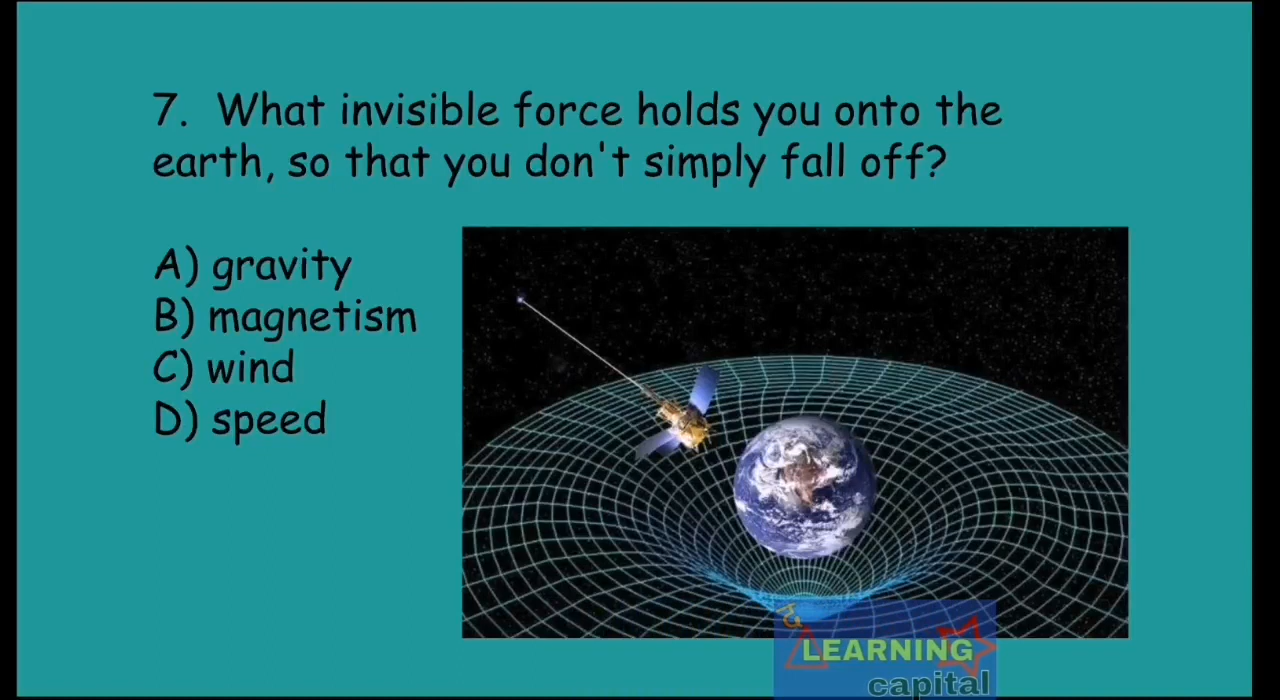 7. What invisible force holds you onto the
earth, so that you don't simply fall off?
A) gravity
B) magnetism
C) wind
D) speed
LEARNING
capital